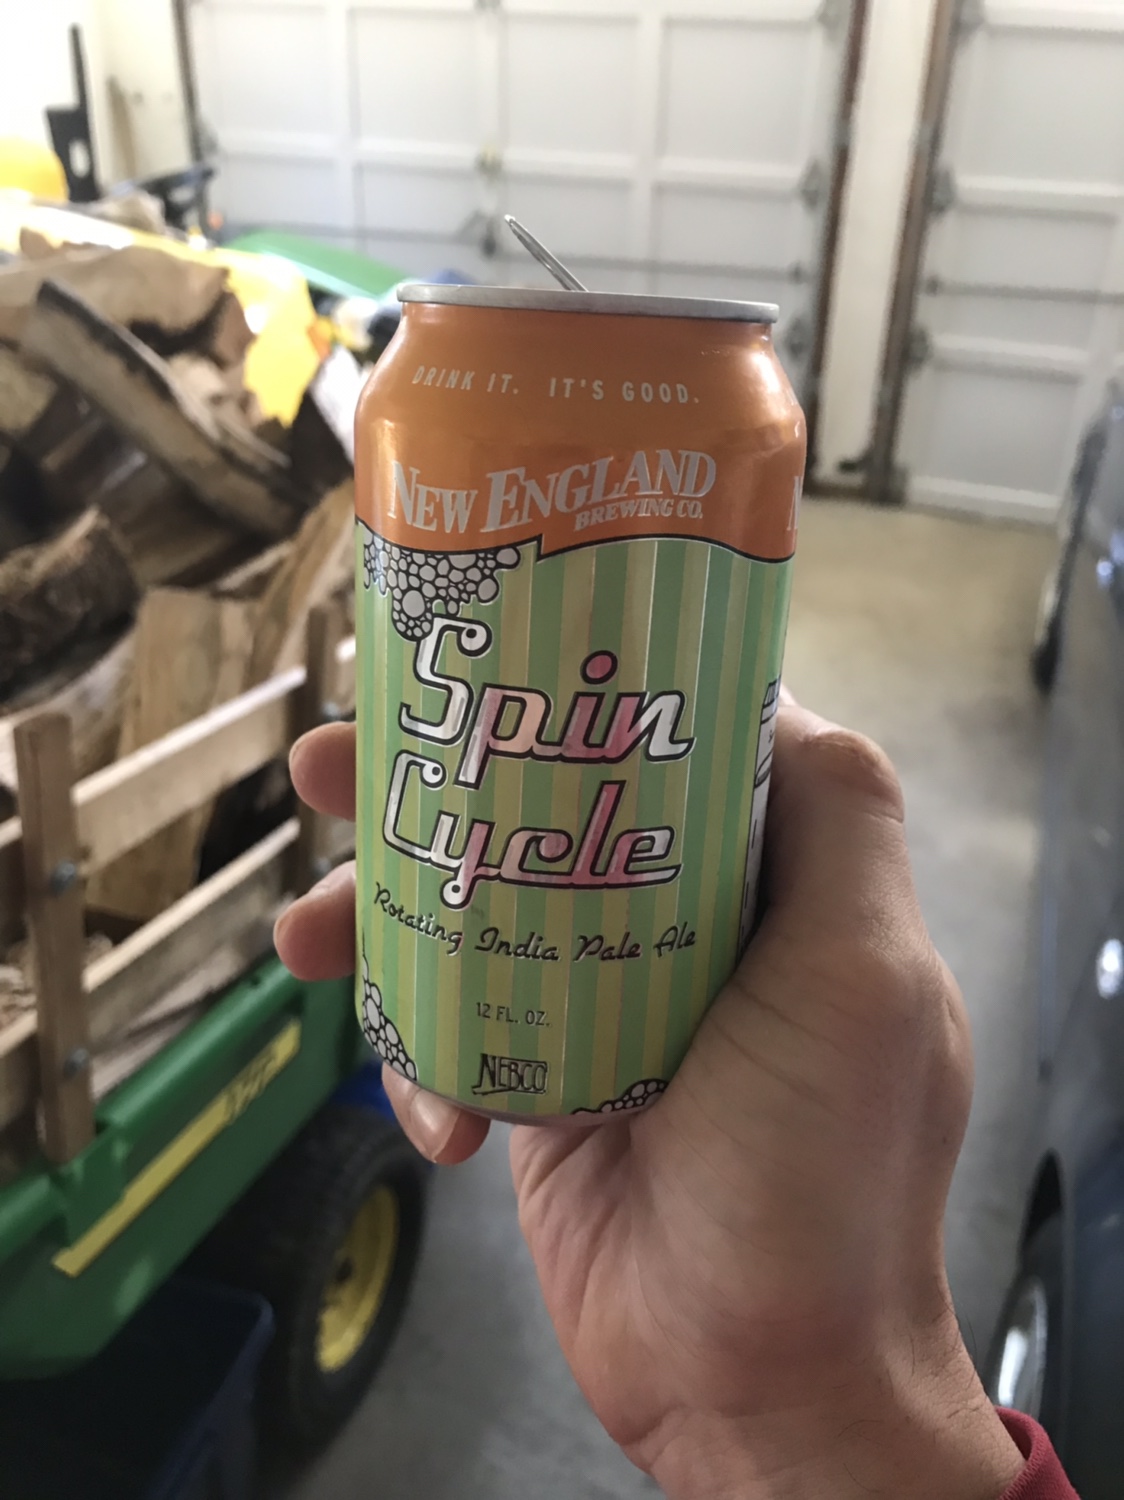 DRINK IT. IT'S GOOD.
NEW ENGLAND
BREWING CO.
Spin
Cycle
Rotating India Pale Ale
12 FL. OZ.
NEBCO